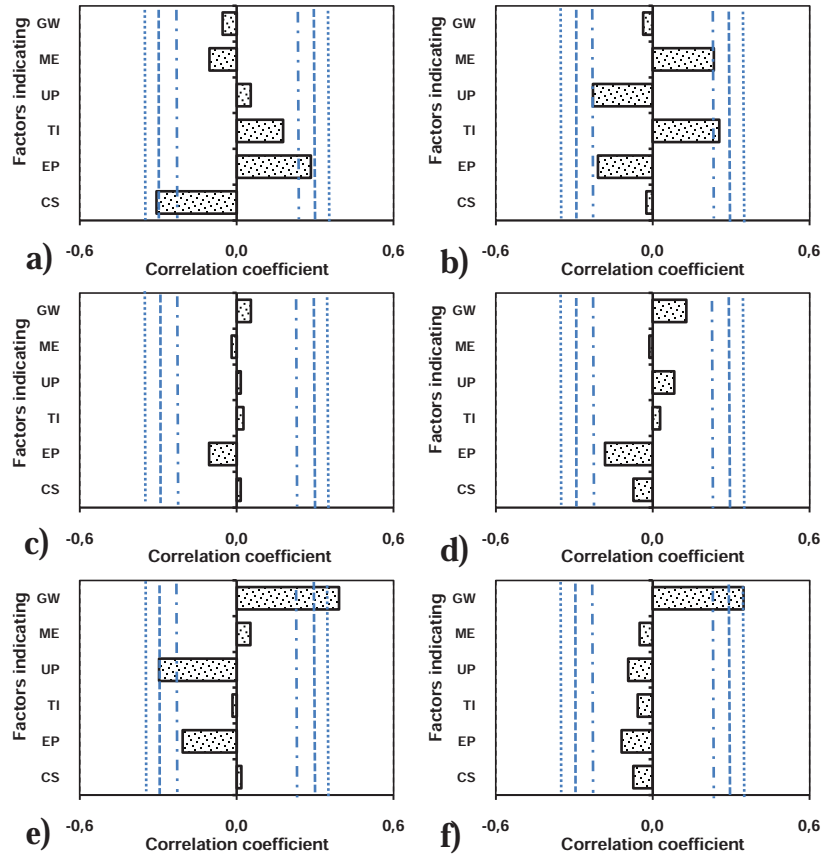 Factors indicating
GW
ME
UP
TI
EP
CS
-0,6 0,0 0,6
a) Correlation coefficient
Factors indicating
GW
ME
UP
TI
EP
CS
-0,6 0,0 0,6
b) Correlation coefficient
Factors indicating
GW
ME
UP
TI
EP
CS
-0,6 0,0 0,6
c) Correlation coefficient
Factors indicating
GW
ME
UP
TI
EP
CS
-0,6 0,0 0,6
d) Correlation coefficient
Factors indicating
GW
ME
UP
TI
EP
CS
-0,6 0,0 0,6
e) Correlation coefficient
Factors indicating
GW
ME
UP
TI
EP
CS
-0,6 0,0 0,6
f) Correlation coefficient